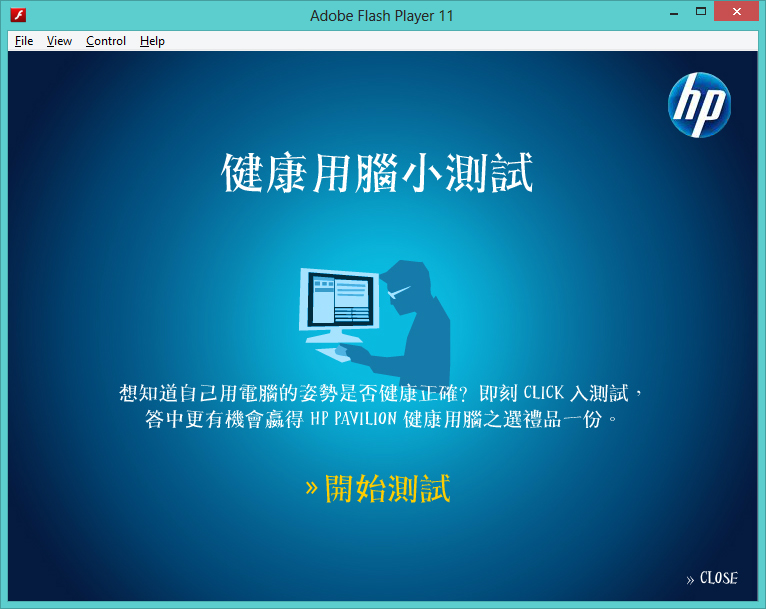 Adobe Flash Player 11
File View Control Help
hp
健康用腦小測試
想知道自己用電腦的姿勢是否健康正確? 即刻 CLICK 入測試，
答中更有機會贏得 HP PAVILION 健康用腦之選禮品一份。
» 開始測試
» CLOSE